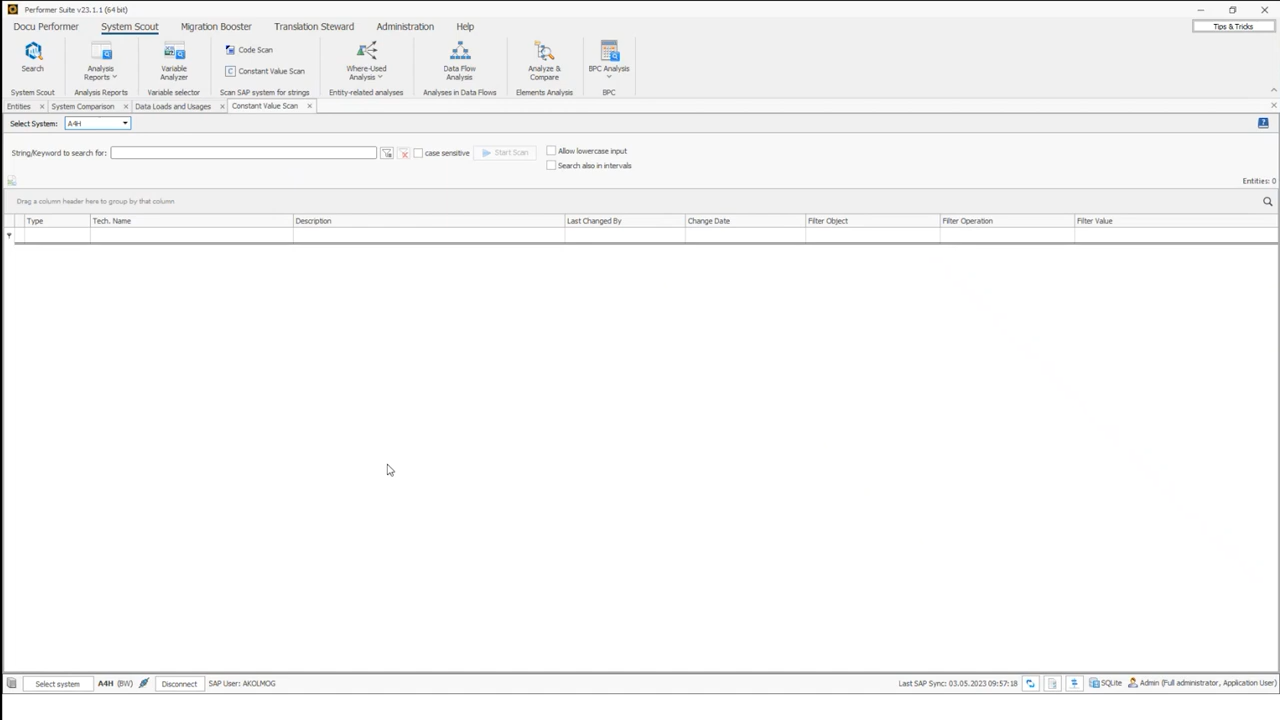 Performer Suite v23.1.1 (64 bit)
Docu Performer System Scout Migration Booster Translation Steward Administration Help Tips & Tricks
Search
Analysis Reports
Variable Analyzer
Code Scan
Constant Value Scan
Where-Used Analysis
Data Flow Analysis
Analyze & Compare
BPC Analysis
System Scout Analysis Reports Variable selector Scan SAP system for strings Entity-related analyses Analyses in Data Flows Elements Analysis BPC
Entities System Comparison Data Loads and Usages Constant Value Scan
Select System: A4H
String/Keyword to search for: case sensitive Start Scan Allow lowercase input
Search also in intervals
Entities: 0
Drag a column header here to group by that column
Type Tech. Name Description Last Changed By Change Date Filter Object Filter Operation Filter Value
Select system A4H (BW) Disconnect SAP User: AKOLMOG Last SAP Sync: 03.05.2023 09:57:18 SQLite Admin (Full administrator, Application User)